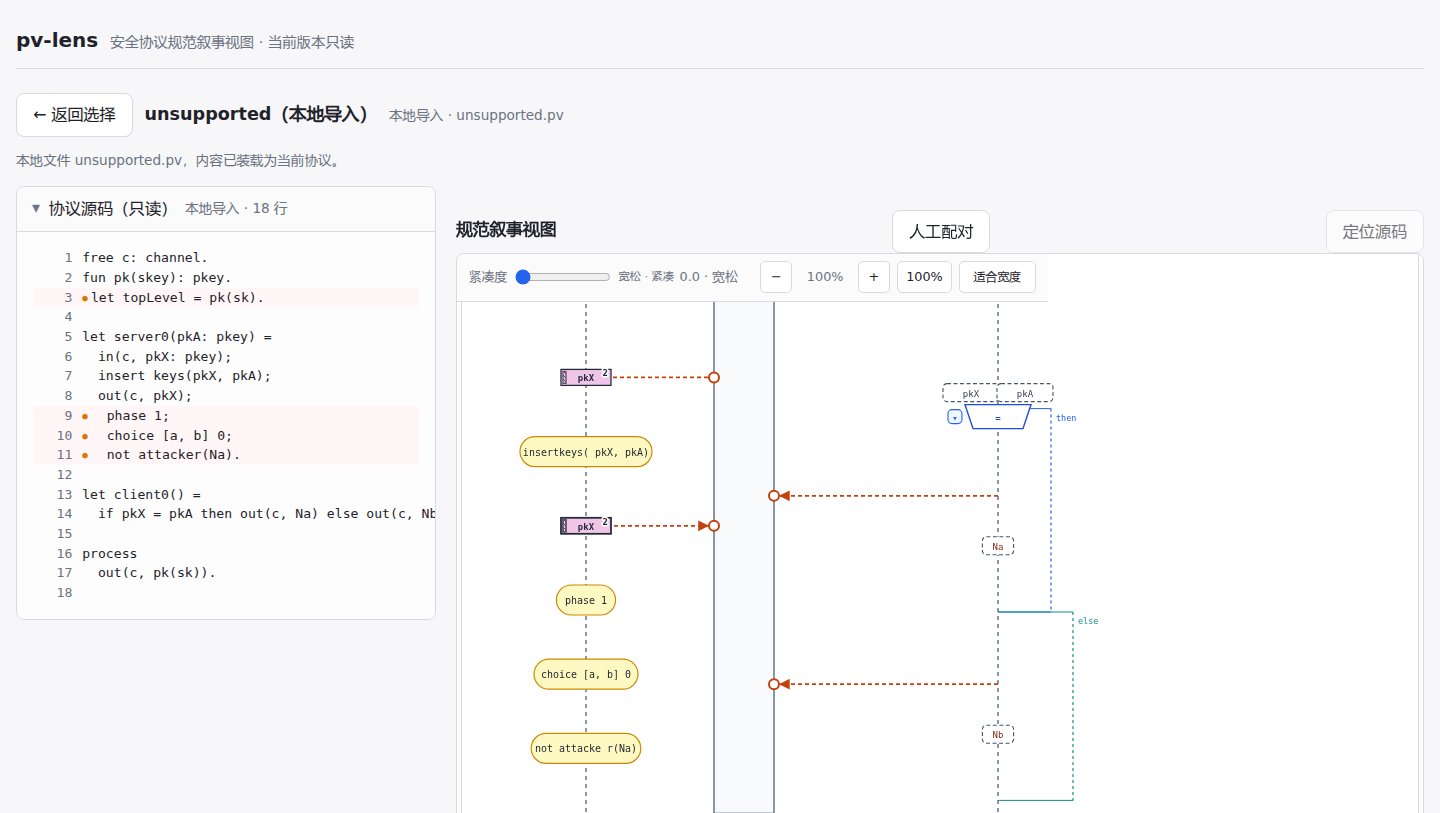 pv-lens 安全协议规范叙事视图 · 当前版本只读
← 返回选择 unsupported（本地导入） 本地导入 · unsupported.pv
本地文件 unsupported.pv，内容已装载为当前协议。
▼ 协议源码（只读） 本地导入 · 18 行
1 free c: channel.
2 fun pk(skey): pkey.
3 let topLevel = pk(sk).
4
5 let server0(pkA: pkey) =
6 in(c, pkX: pkey);
7 insert keys(pkX, pkA);
8 out(c, pkX);
9 phase 1;
10 choice [a, b] 0;
11 not attacker(Na).
12
13 let client0() =
14 if pkX = pkA then out(c, Na) else out(c, Nb
15
16 process
17 out(c, pk(sk)).
18
规范叙事视图 人工配对 定位源码
紧凑度 宽松 · 紧凑 0.0 · 宽松 − 100% + 100% 适合宽度
pkX 2
pkX pkA
▾ = then
insertkeys( pkX, pkA)
pkX 2
Na
phase 1
else
choice [a, b] 0
Nb
not attacke r(Na)